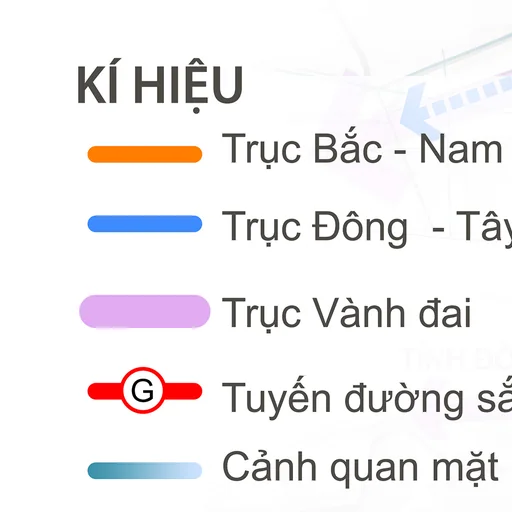 KÍ HIỆU
Trục Bắc - Nam
Trục Đông - Tây
Trục Vành đai
G Tuyến đường sắ
Cảnh quan mặt